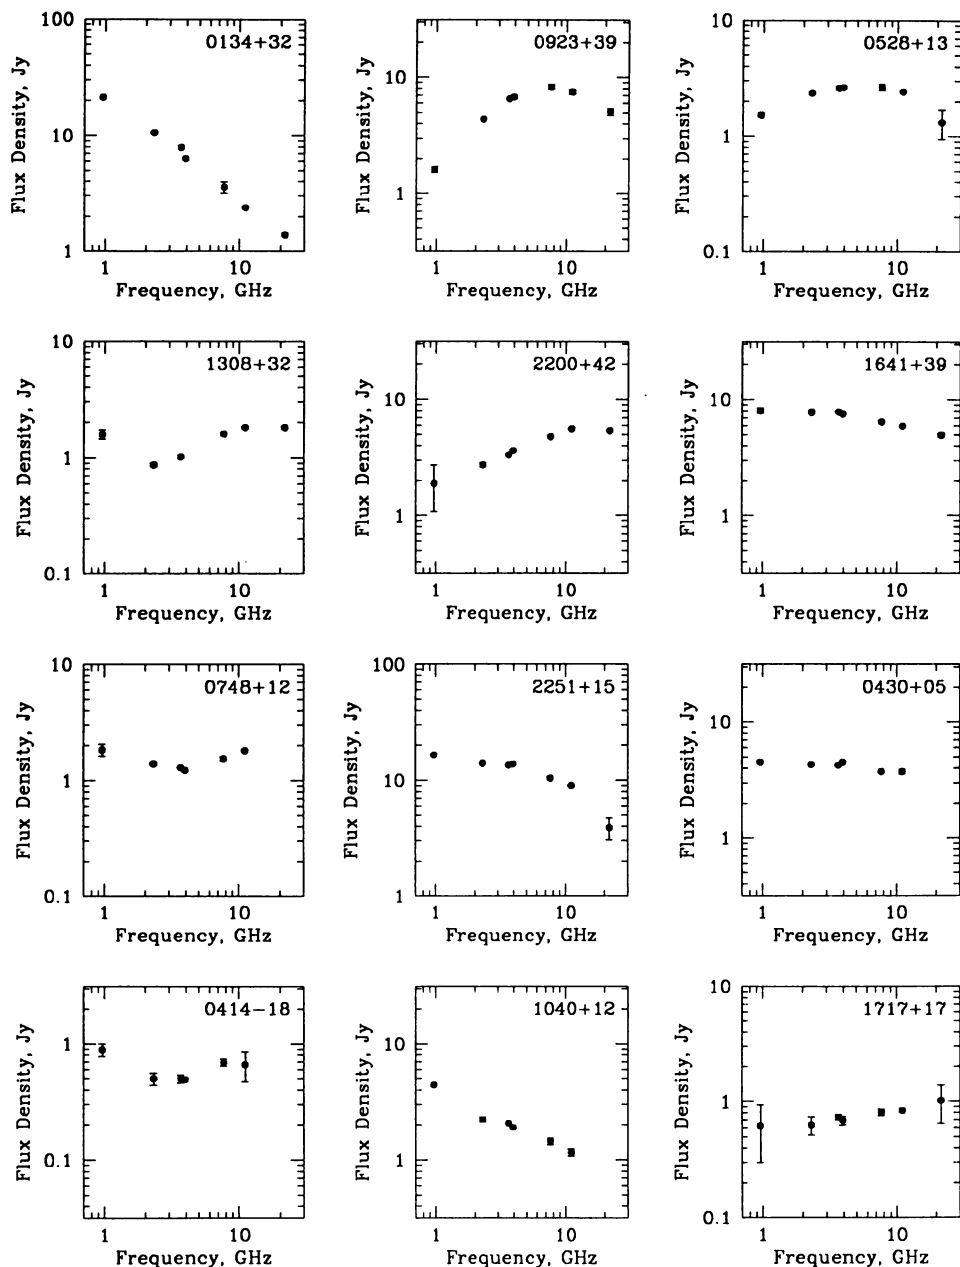 100
10
1
Flux Density, Jy
0134+32
1
10
Frequency, GHz
10
1
Flux Density, Jy
0923+39
1
10
Frequency, GHz
10
1
0.1
Flux Density, Jy
0528+13
1
10
Frequency, GHz
10
1
0.1
Flux Density, Jy
1308+32
1
10
Frequency, GHz
10
1
Flux Density, Jy
2200+42
1
10
Frequency, GHz
10
1
Flux Density, Jy
1641+39
1
10
Frequency, GHz
10
1
0.1
Flux Density, Jy
0748+12
1
10
Frequency, GHz
100
10
1
Flux Density, Jy
2251+15
1
10
Frequency, GHz
10
1
Flux Density, Jy
0430+05
1
10
Frequency, GHz
1
0.1
Flux Density, Jy
0414−18
1
10
Frequency, GHz
10
1
Flux Density, Jy
1040+12
1
10
Frequency, GHz
10
1
0.1
Flux Density, Jy
1717+17
1
10
Frequency, GHz